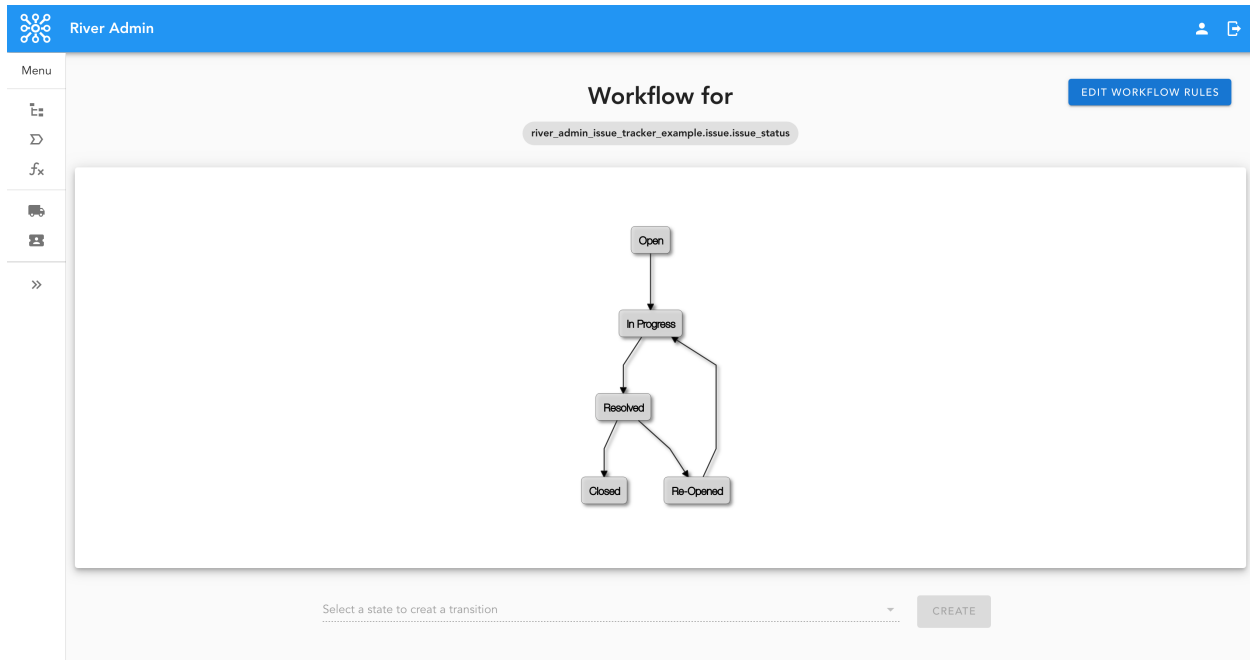 River Admin
Menu
Workflow for
EDIT WORKFLOW RULES
river_admin_issue_tracker_example.issue.issue_status
Open
In Progress
Resolved
Closed
Re-Opened
Select a state to creat a transition
CREATE